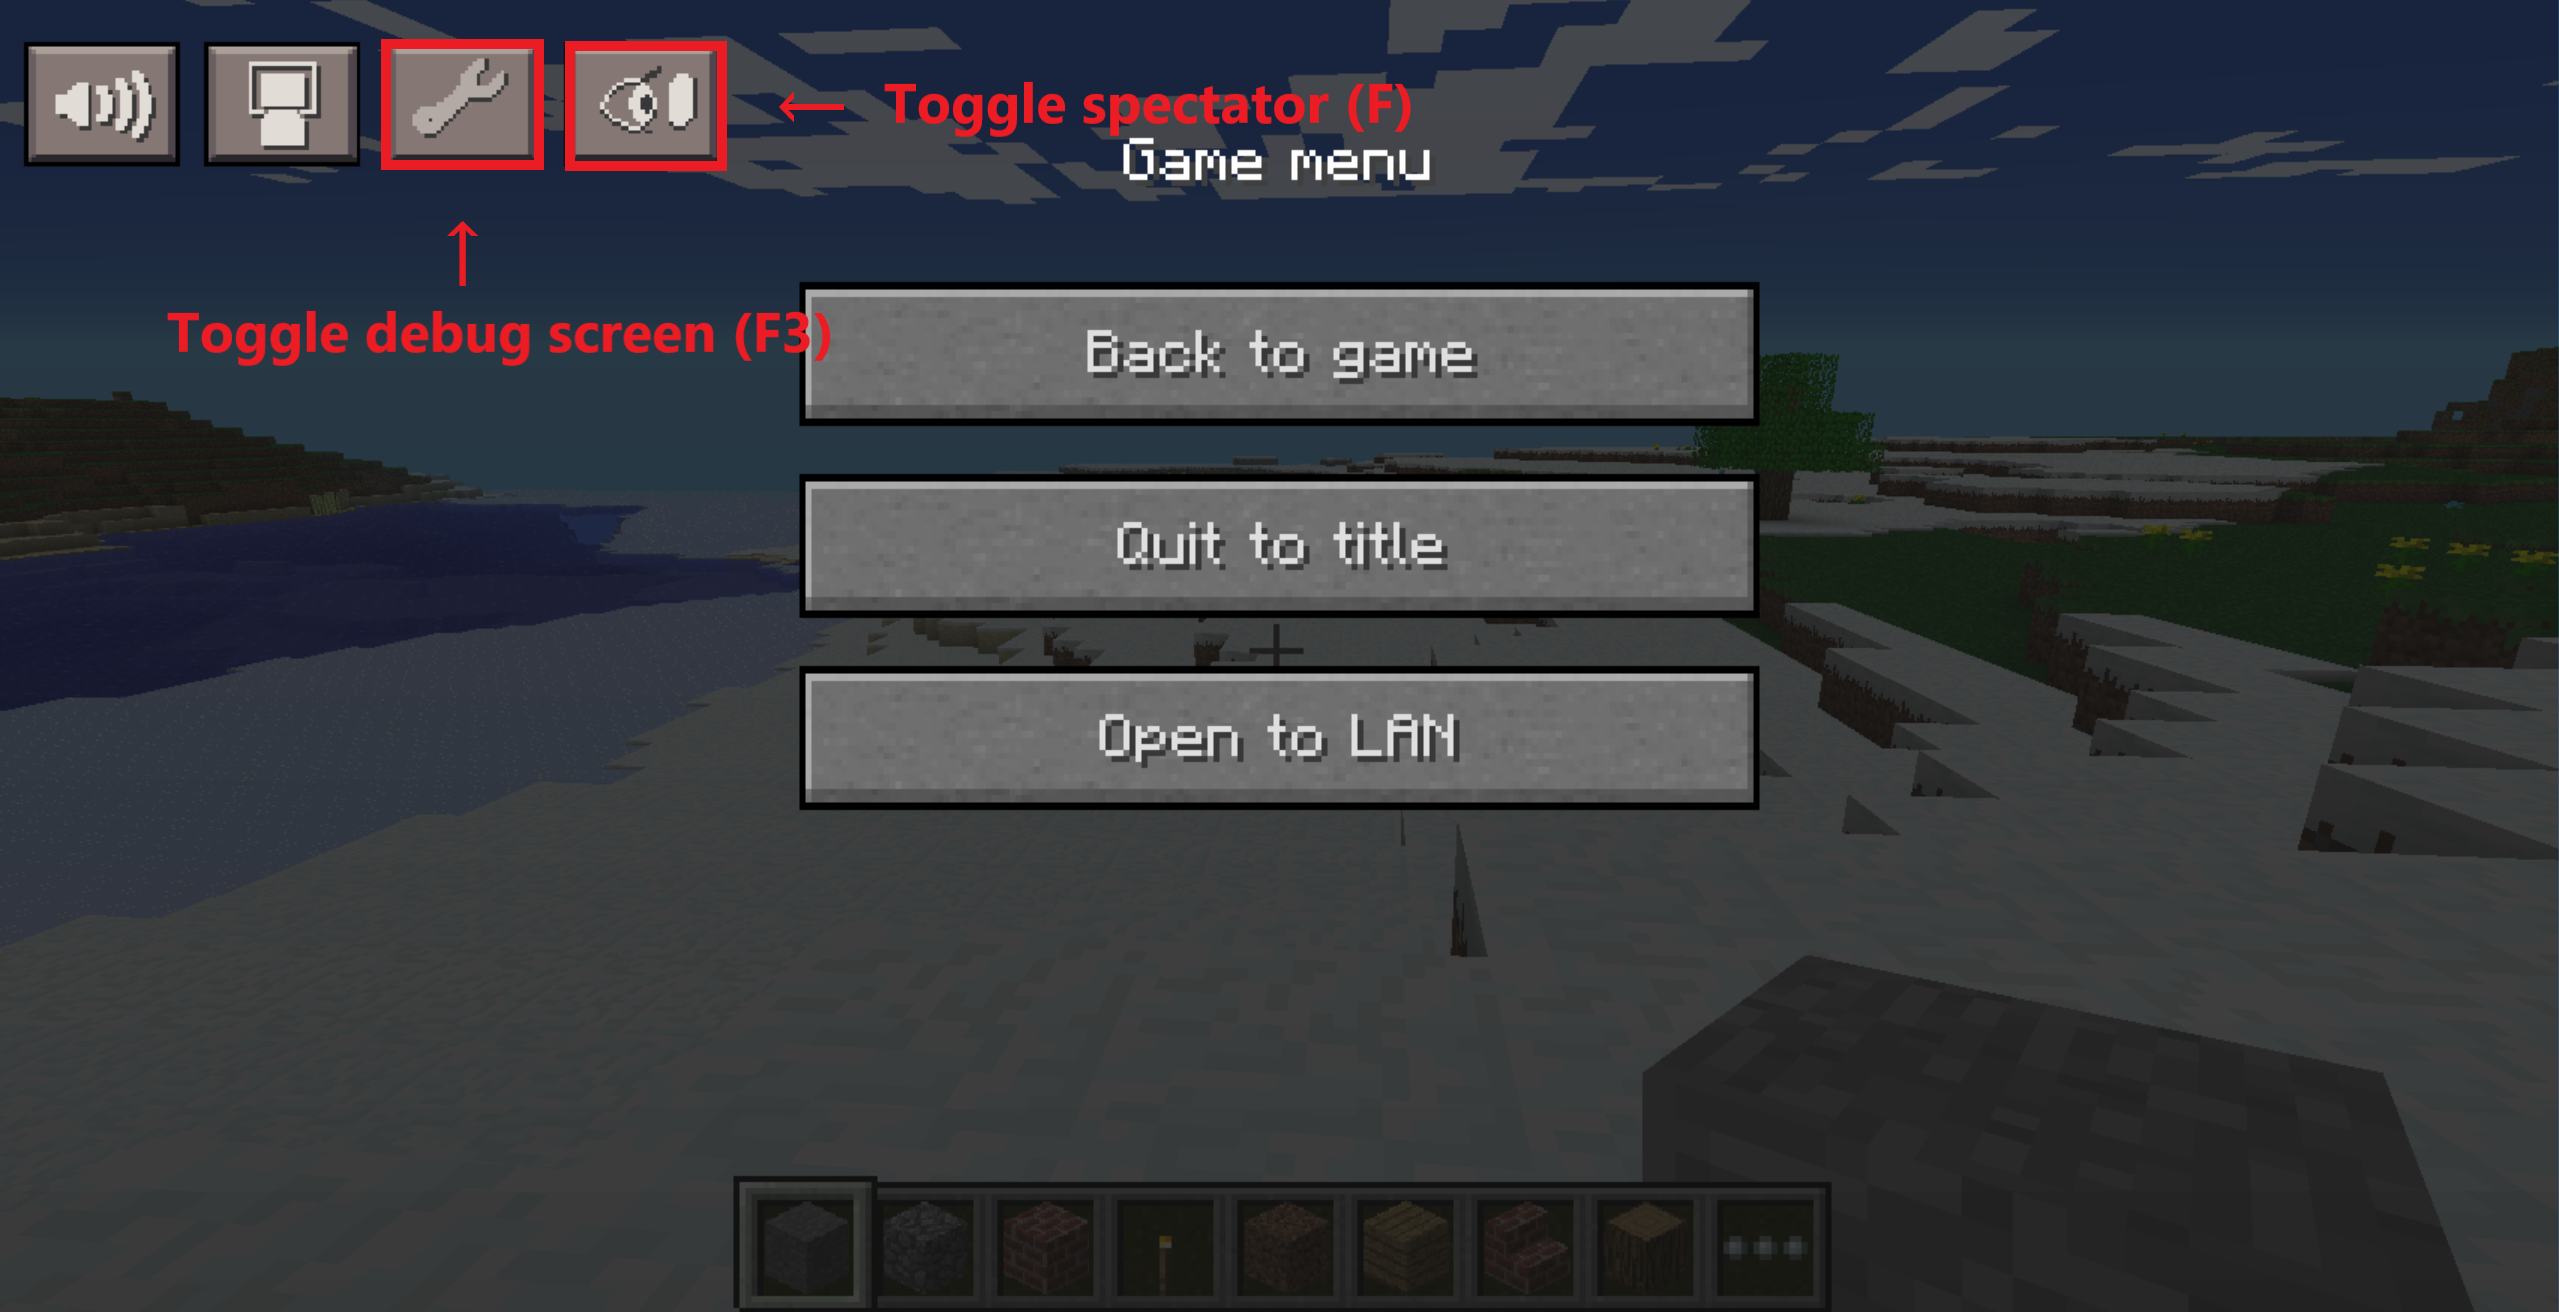 Toggle spectator (F)
Game menu
Toggle debug screen (F3)
Back to game
Quit to title
Open to LAN